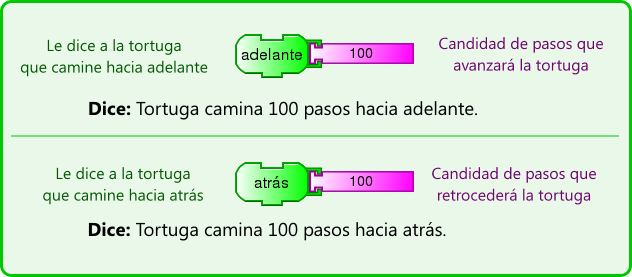 Le dice a la tortuga
que camine hacia adelante
adelante
100
Candidad de pasos que
avanzará la tortuga
Dice: Tortuga camina 100 pasos hacia adelante.
Le dice a la tortuga
que camine hacia atrás
atrás
100
Candidad de pasos que
retrocederá la tortuga
Dice: Tortuga camina 100 pasos hacia atrás.